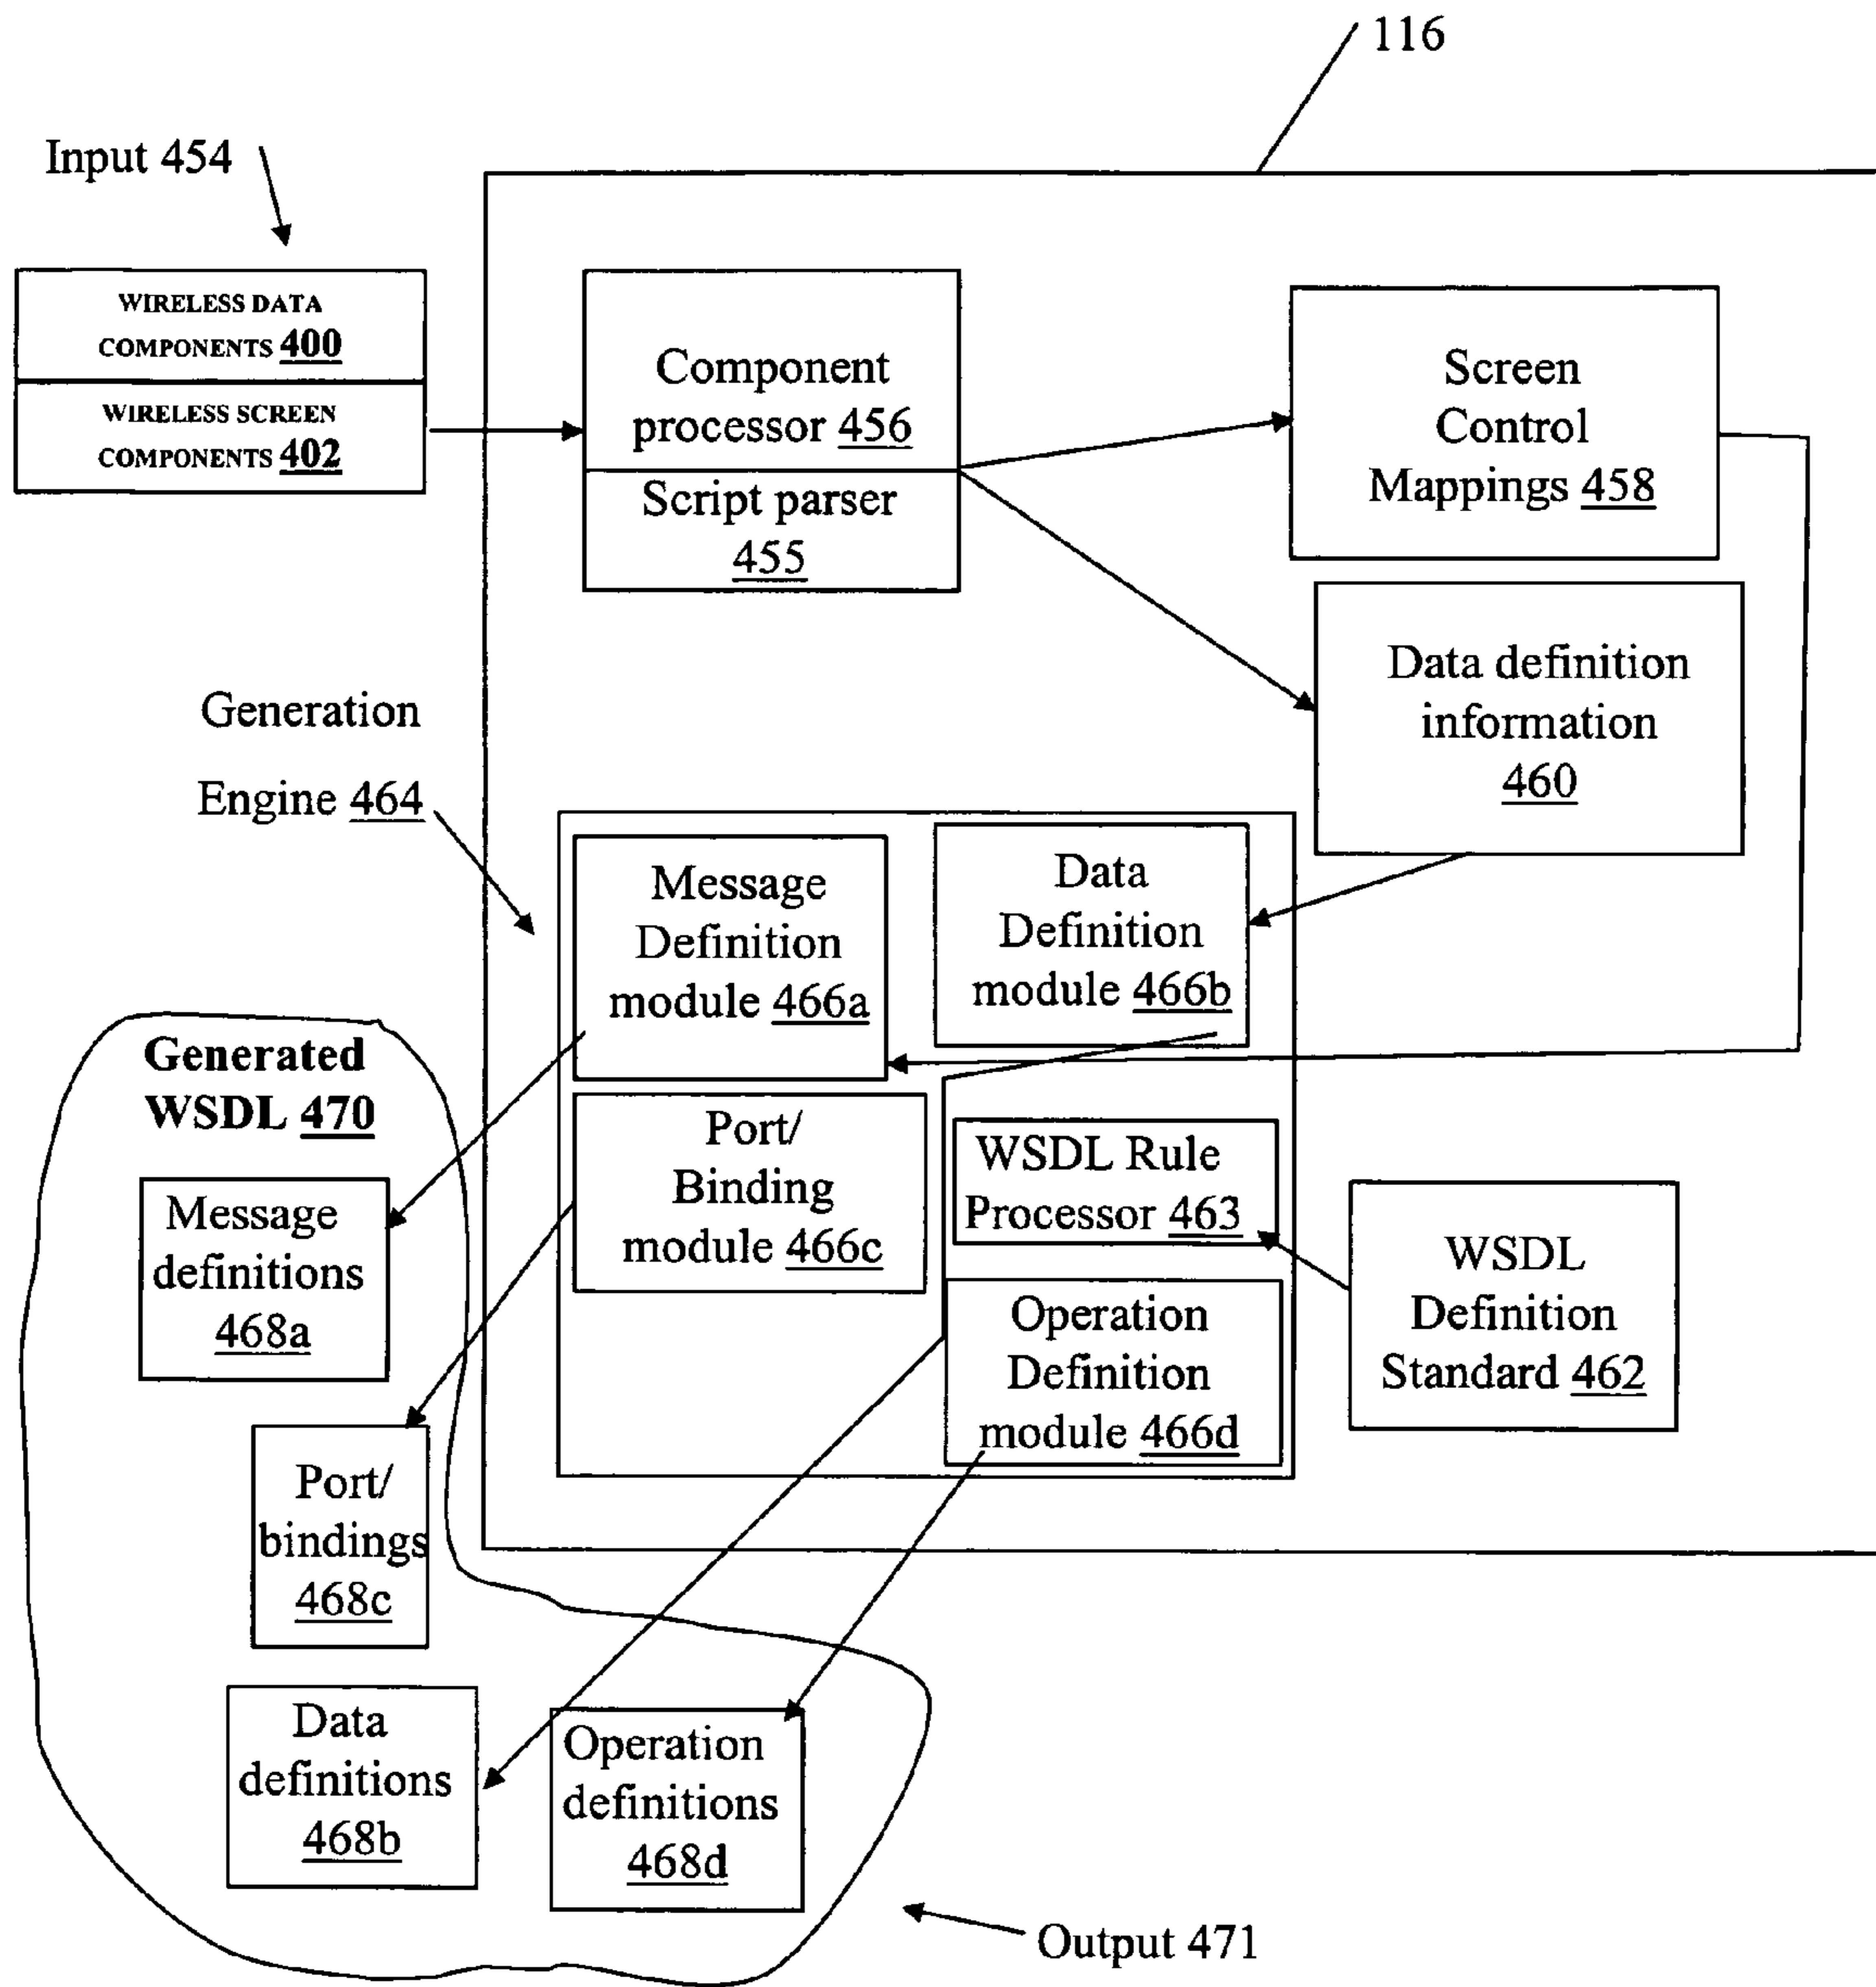 116
Input 454
WIRELESS DATA
COMPONENTS 400
WIRELESS SCREEN
COMPONENTS 402
Component
processor 456
Script parser
455
Screen
Control
Mappings 458
Data definition
information
460
Generation
Engine 464
Message
Definition
module 466a
Data
Definition
module 466b
Port/
Binding
module 466c
WSDL Rule
Processor 463
Operation
Definition
module 466d
WSDL
Definition
Standard 462
Generated
WSDL 470
Message
definitions
468a
Port/
bindings
468c
Data
definitions
468b
Operation
definitions
468d
Output 471